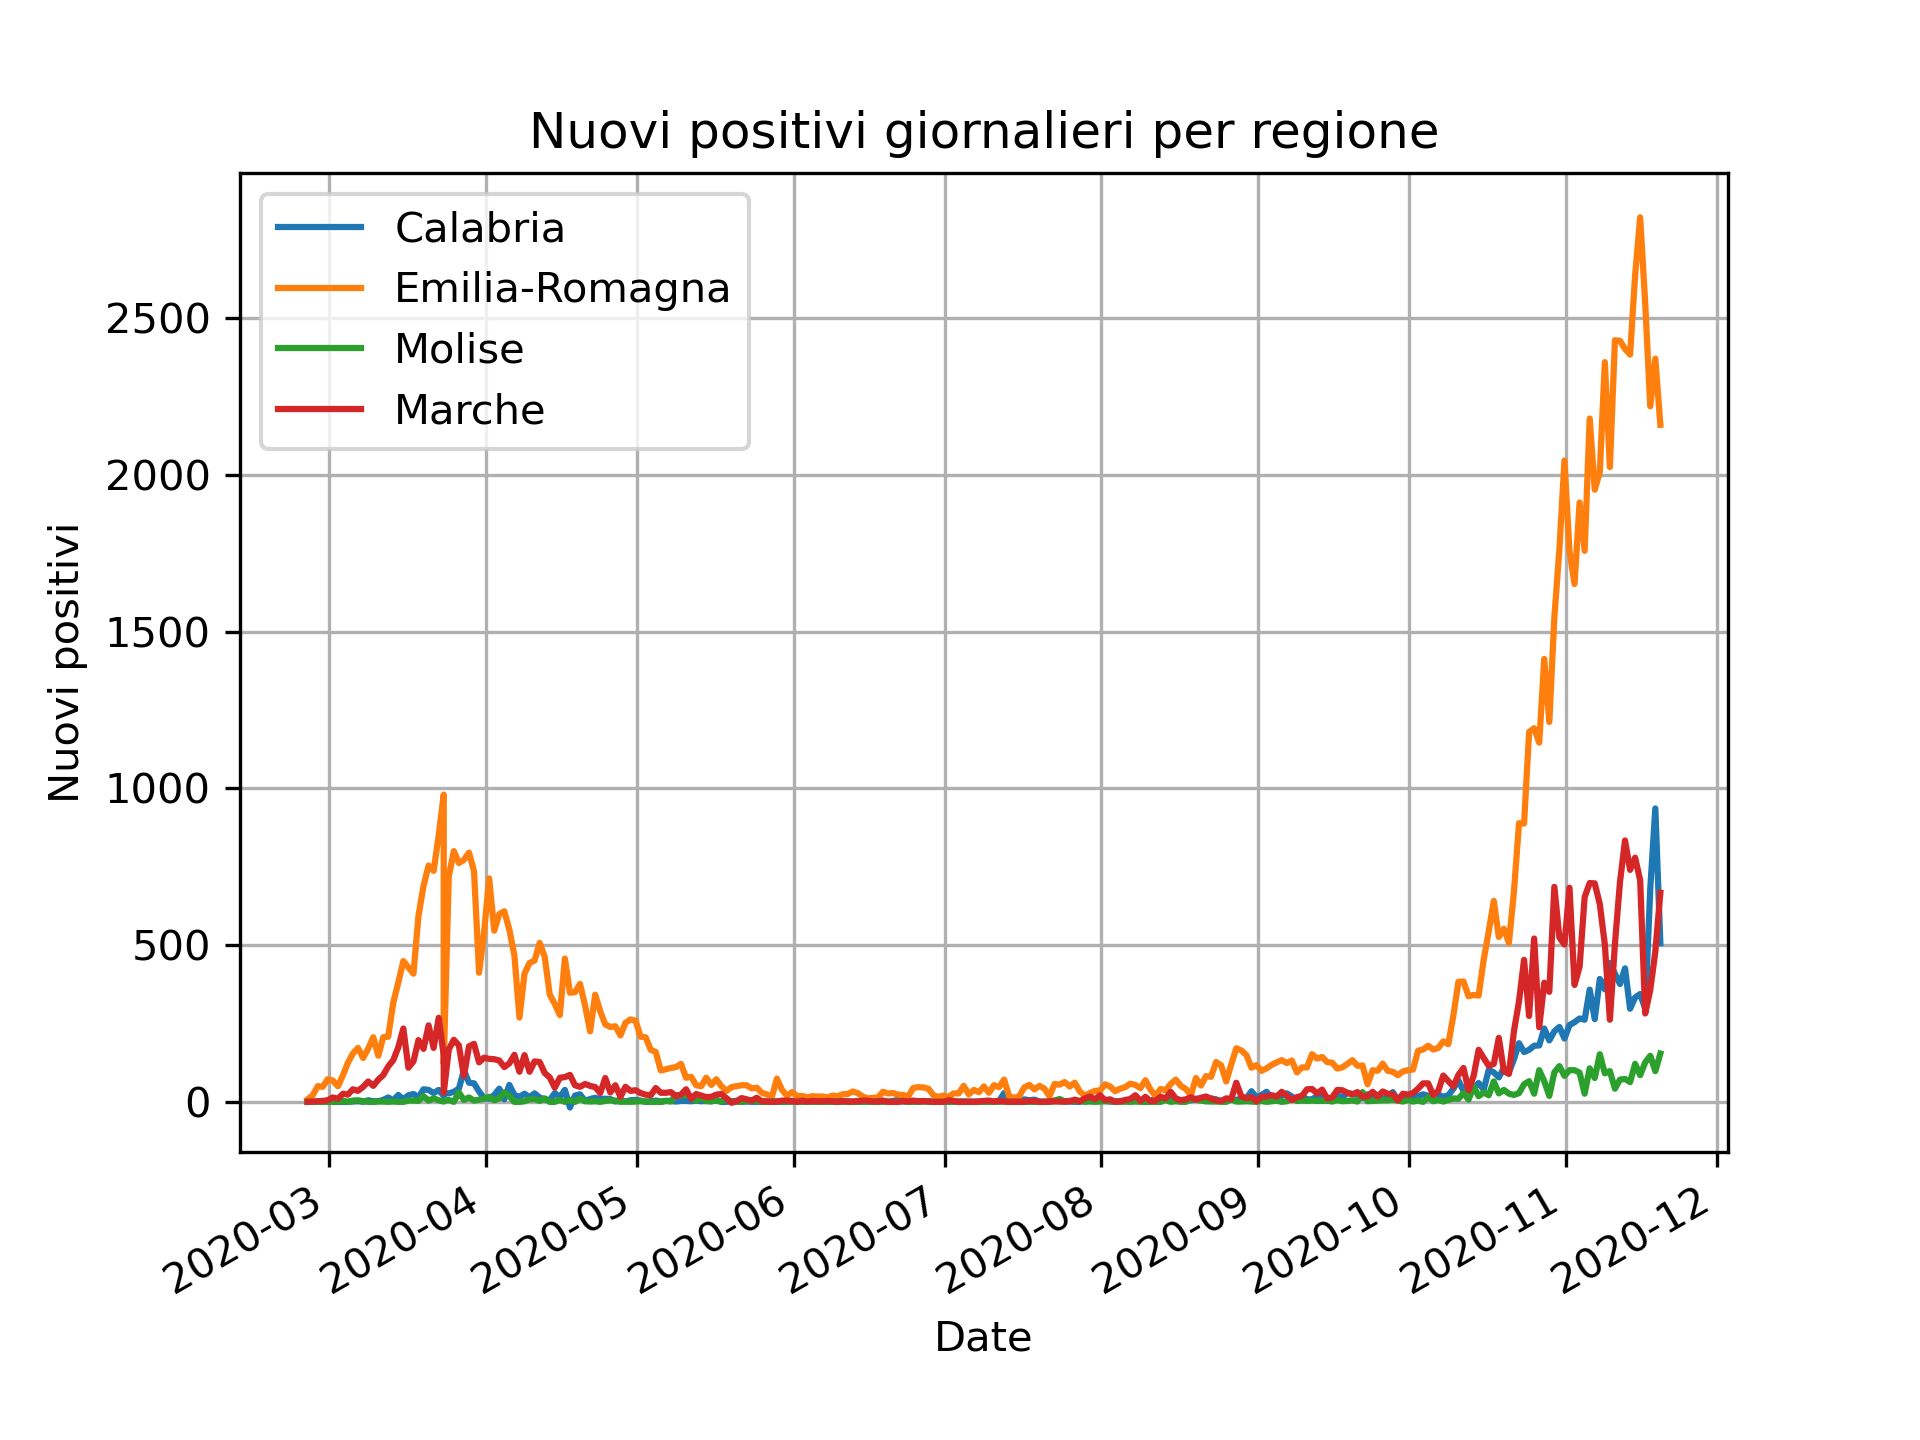 Nuovi positivi giornalieri per regione
Calabria
Emilia-Romagna
Molise
Marche
Nuovi positivi
2500
2000
1500
1000
500
0
2020-03
2020-04
2020-05
2020-06
2020-07
2020-08
2020-09
2020-10
2020-11
2020-12
Date